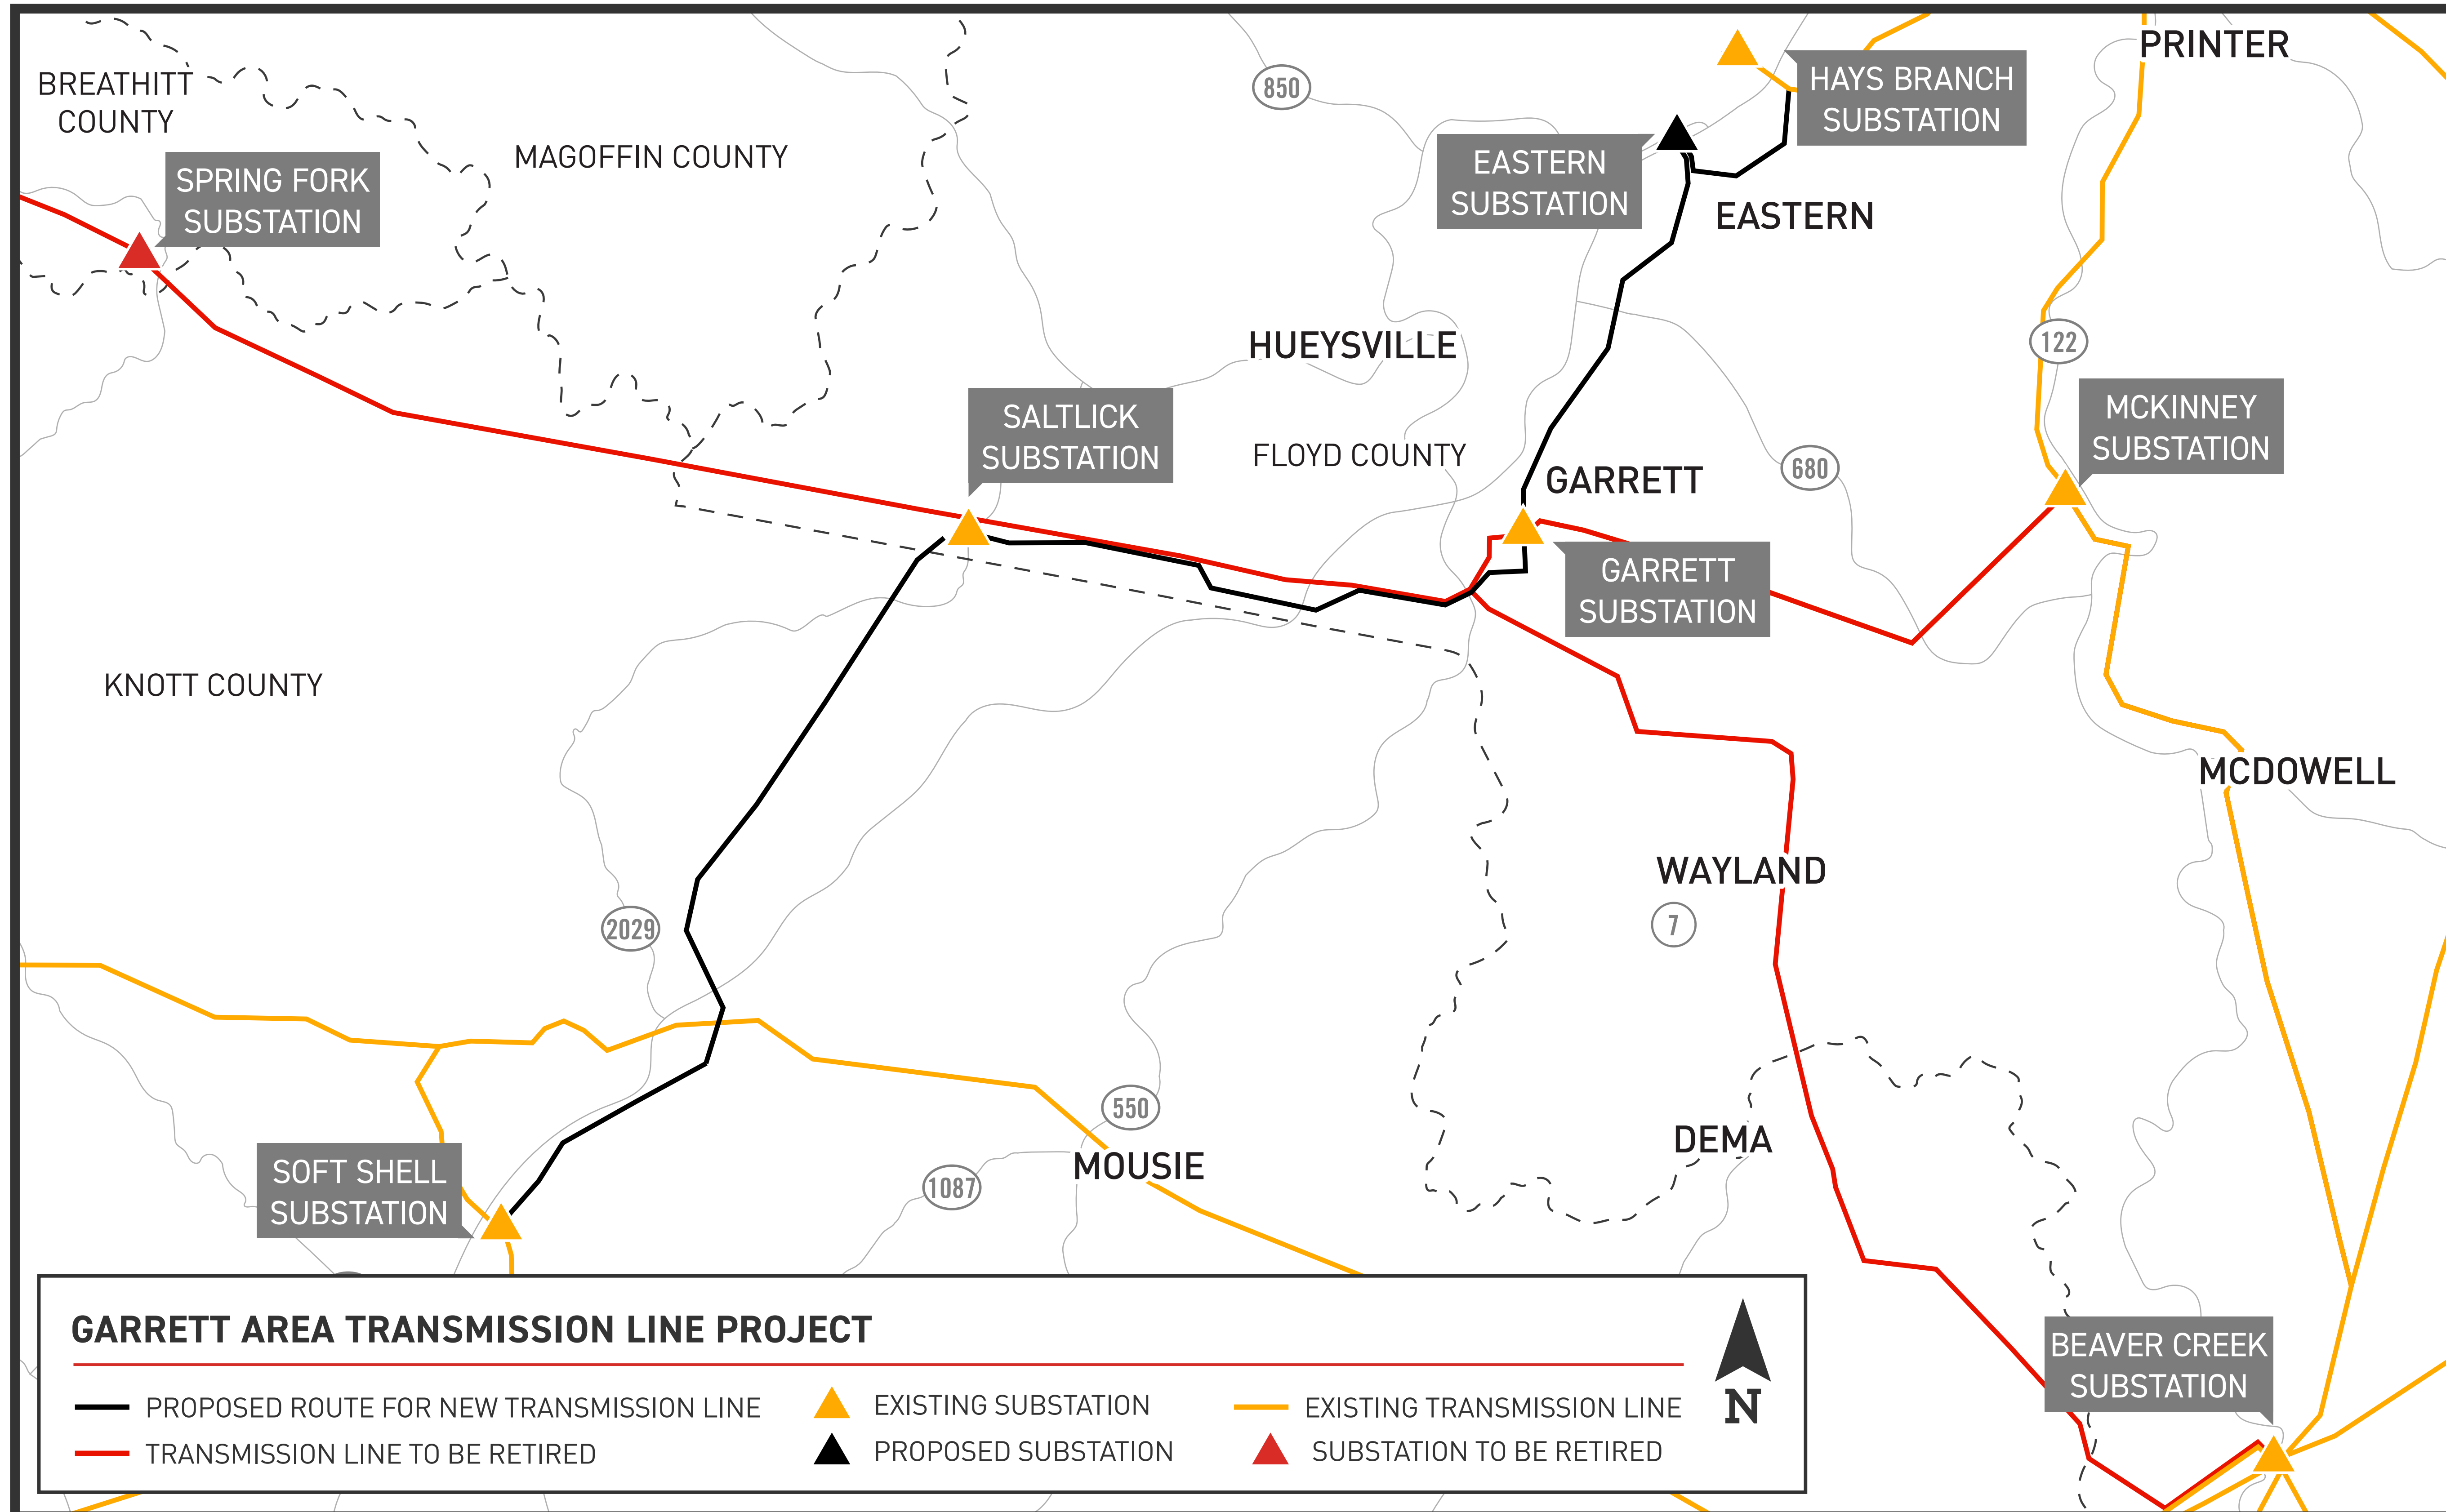 PRINTER
HAYS BRANCH
SUBSTATION
BREATHITT
COUNTY
850
MAGOFFIN COUNTY
EASTERN
SUBSTATION
SPRING FORK
SUBSTATION
EASTERN
HUEYSVILLE
122
SALTLICK
SUBSTATION
FLOYD COUNTY
MCKINNEY
SUBSTATION
GARRETT
680
GARRETT
SUBSTATION
KNOTT COUNTY
MCDOWELL
WAYLAND
7
2029
550
DEMA
MOUSIE
1087
SOFT SHELL
SUBSTATION
BEAVER CREEK
SUBSTATION
GARRETT AREA TRANSMISSION LINE PROJECT
PROPOSED ROUTE FOR NEW TRANSMISSION LINE
TRANSMISSION LINE TO BE RETIRED
EXISTING SUBSTATION
PROPOSED SUBSTATION
EXISTING TRANSMISSION LINE
SUBSTATION TO BE RETIRED
N